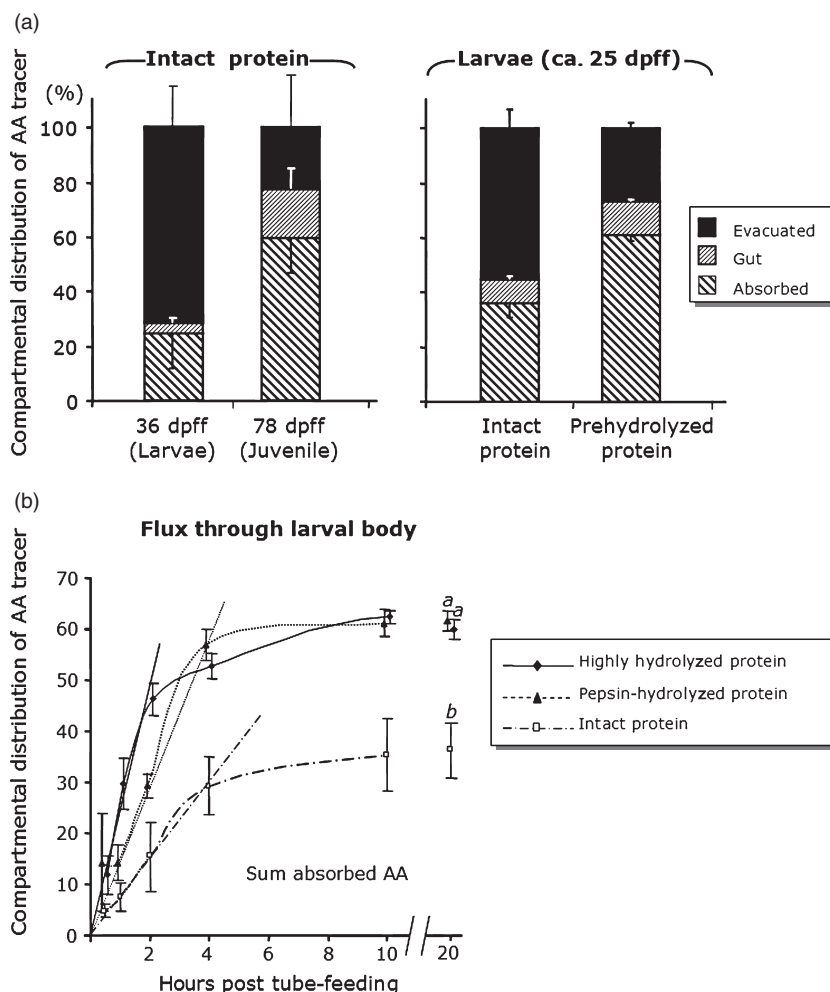 (a)
Compartmental distribution of AA tracer
(%)
Intact protein
100
80
60
40
20
0
36 dpff
(Larvae)
78 dpff
(Juvenile)
Larvae (ca. 25 dpff)
Intact
protein
Prehydrolyzed
protein
Evacuated
Gut
Absorbed
(b)
Flux through larval body
Compartmental distribution of AA tracer
70
60
50
40
30
20
10
0
a
a
b
Sum absorbed AA
2
4
6
8
10
20
Hours post tube-feeding
Highly hydrolyzed protein
Pepsin-hydrolyzed protein
Intact protein